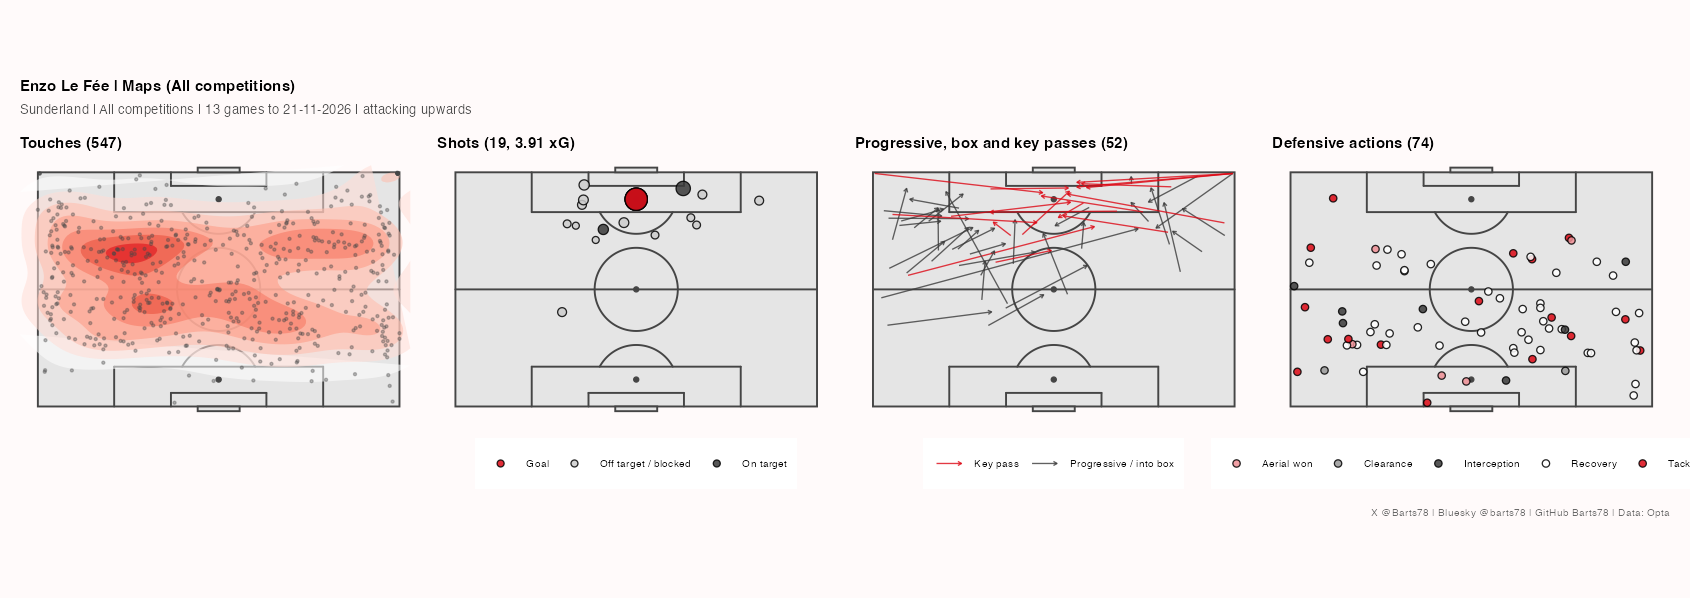 Enzo Le Fée | Maps (All competitions)
Sunderland | All competitions | 13 games to 21-11-2026 | attacking upwards
Touches (547)
Shots (19, 3.91 xG)
Progressive, box and key passes (52)
Defensive actions (74)
Goal
Off target / blocked
On target
Key pass
Progressive / into box
Aerial won
Clearance
Interception
Recovery
Tack
X @Barts78 | Bluesky @barts78 | GitHub Barts78 | Data: Opta